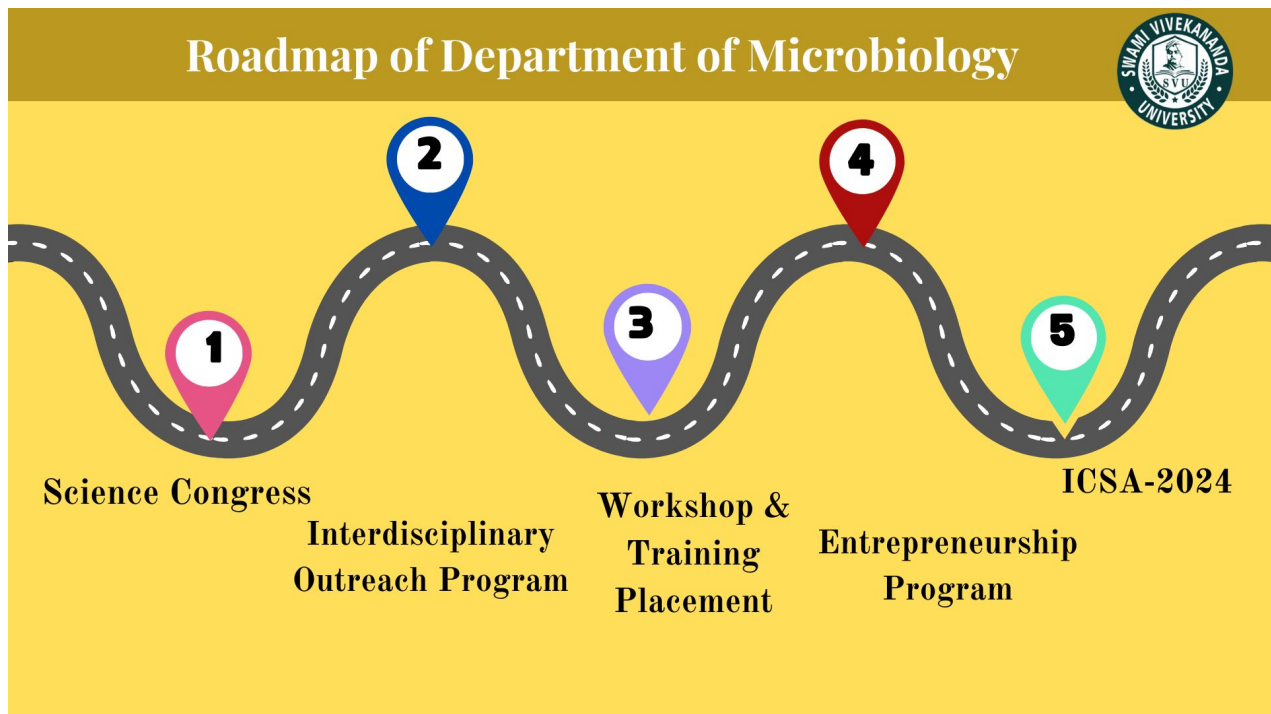 Roadmap of Department of Microbiology
SWAMI VIVEKANANDA
SVU
UNIVERSITY
2
4
1
3
5
Science Congress
Interdisciplinary
Outreach Program
Workshop &
Training
Placement
Entrepreneurship
Program
ICSA-2024